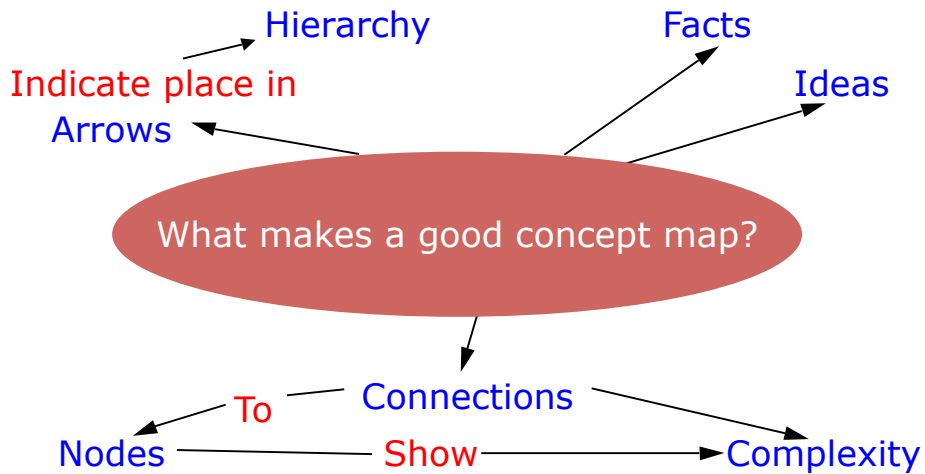 Hierarchy
Facts
Indicate place in
Ideas
Arrows
What makes a good concept map?
Connections
To
Nodes
Show
Complexity